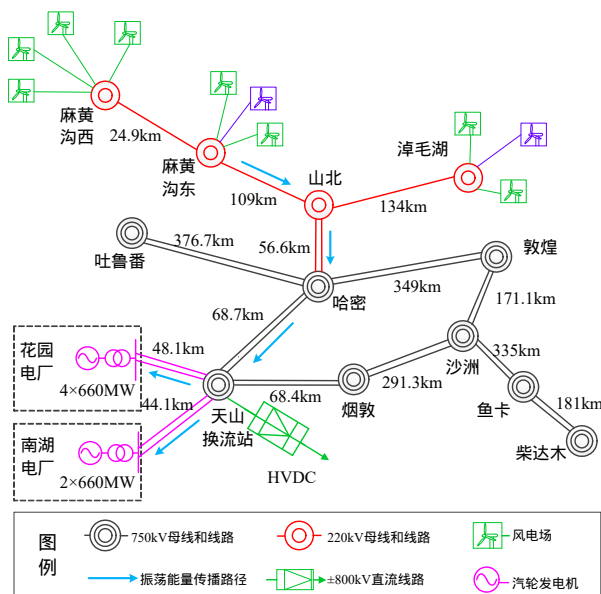 麻黄
沟西
24.9km
麻黄
沟东
109km
山北
淖毛湖
134km
56.6km
376.7km
吐鲁番
哈密
349km
敦煌
171.1km
68.7km
花园
电厂
4×660MW
48.1km
44.1km
南湖
电厂
2×660MW
天山
换流站
68.4km
烟敦
291.3km
沙洲
335km
鱼卡
181km
柴达木
HVDC
图
例
750kV母线和线路
220kV母线和线路
风电场
振荡能量传播路径
±800kV直流线路
汽轮发电机